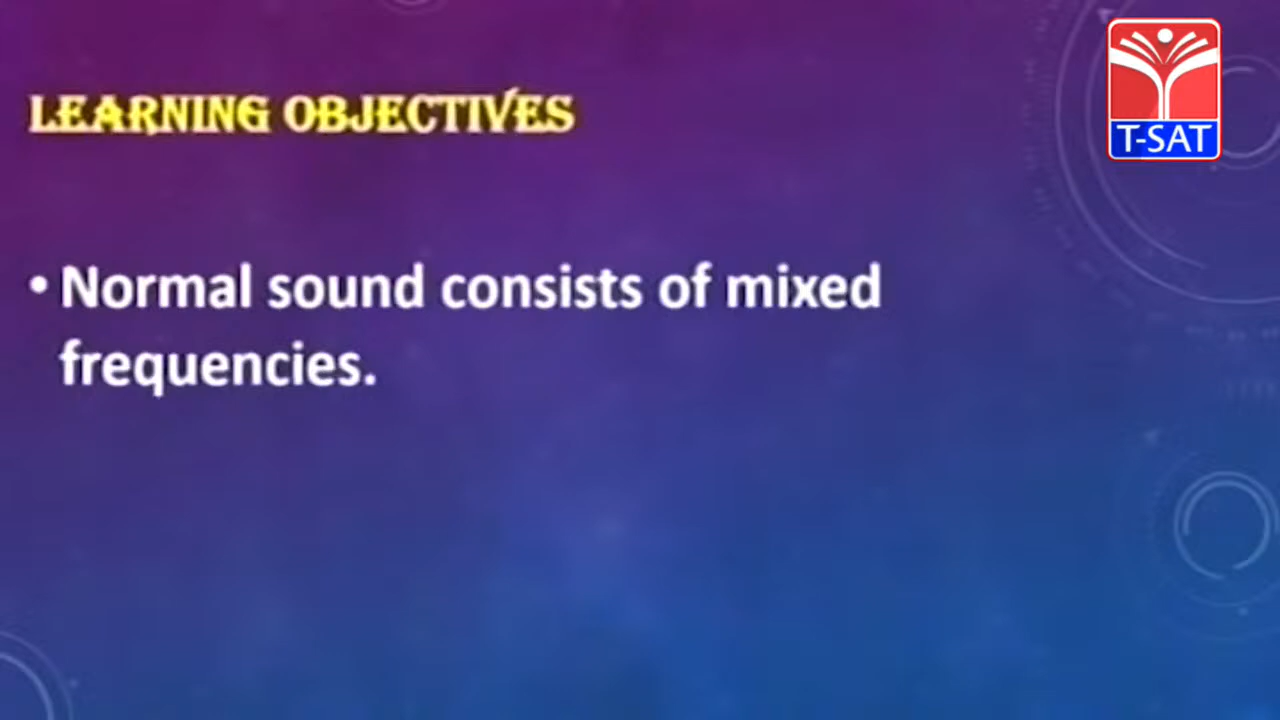 LEARNING OBJECTIVES
T-SAT
• Normal sound consists of mixed
frequencies.